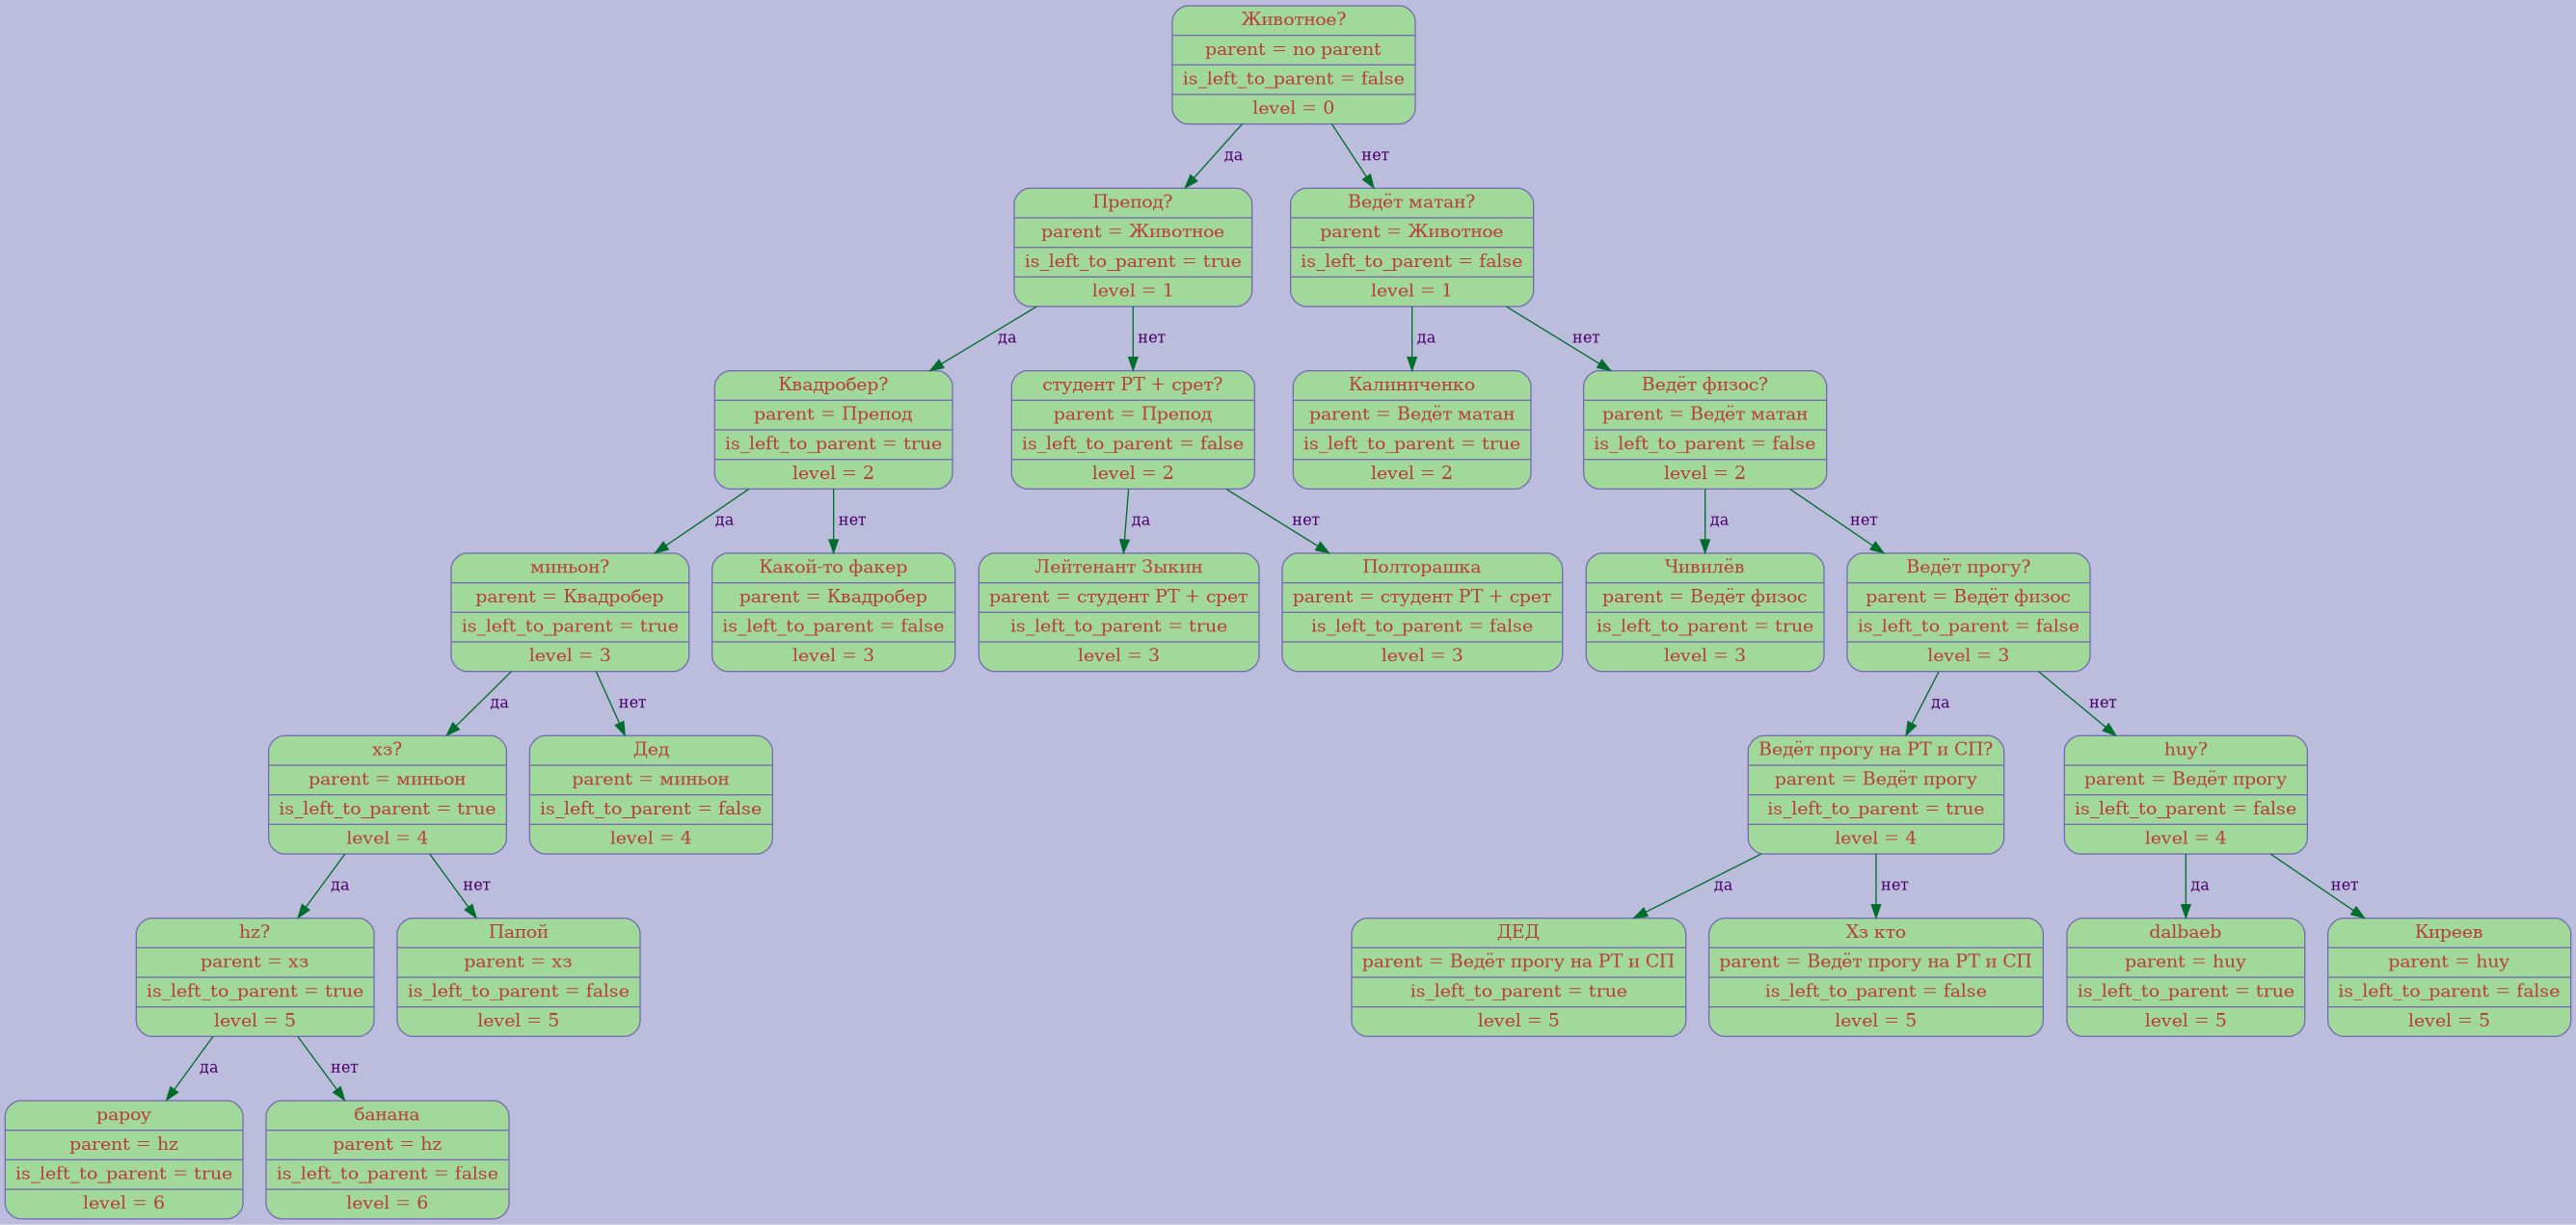 Животное?
parent = no parent
is_left_to_parent = false
level = 0
да
нет
Препод?
parent = Животное
is_left_to_parent = true
level = 1
Ведёт матан?
parent = Животное
is_left_to_parent = false
level = 1
да
нет
да
нет
Квадробер?
parent = Препод
is_left_to_parent = true
level = 2
студент РТ + срет?
parent = Препод
is_left_to_parent = false
level = 2
Калиниченко
parent = Ведёт матан
is_left_to_parent = true
level = 2
Ведёт физос?
parent = Ведёт матан
is_left_to_parent = false
level = 2
да
нет
да
нет
да
нет
миньон?
parent = Квадробер
is_left_to_parent = true
level = 3
Какой-то факер
parent = Квадробер
is_left_to_parent = false
level = 3
Лейтенант Зыкин
parent = студент РТ + срет
is_left_to_parent = true
level = 3
Полторашка
parent = студент РТ + срет
is_left_to_parent = false
level = 3
Чивилёв
parent = Ведёт физос
is_left_to_parent = true
level = 3
Ведёт прогу?
parent = Ведёт физос
is_left_to_parent = false
level = 3
да
нет
да
нет
хз?
parent = миньон
is_left_to_parent = true
level = 4
Дед
parent = миньон
is_left_to_parent = false
level = 4
Ведёт прогу на РТ и СП?
parent = Ведёт прогу
is_left_to_parent = true
level = 4
huy?
parent = Ведёт прогу
is_left_to_parent = false
level = 4
да
нет
да
нет
да
нет
hz?
parent = хз
is_left_to_parent = true
level = 5
Папой
parent = хз
is_left_to_parent = false
level = 5
ДЕД
parent = Ведёт прогу на РТ и СП
is_left_to_parent = true
level = 5
Хз кто
parent = Ведёт прогу на РТ и СП
is_left_to_parent = false
level = 5
dalbaeb
parent = huy
is_left_to_parent = true
level = 5
Киреев
parent = huy
is_left_to_parent = false
level = 5
да
нет
papoy
parent = hz
is_left_to_parent = true
level = 6
банана
parent = hz
is_left_to_parent = false
level = 6